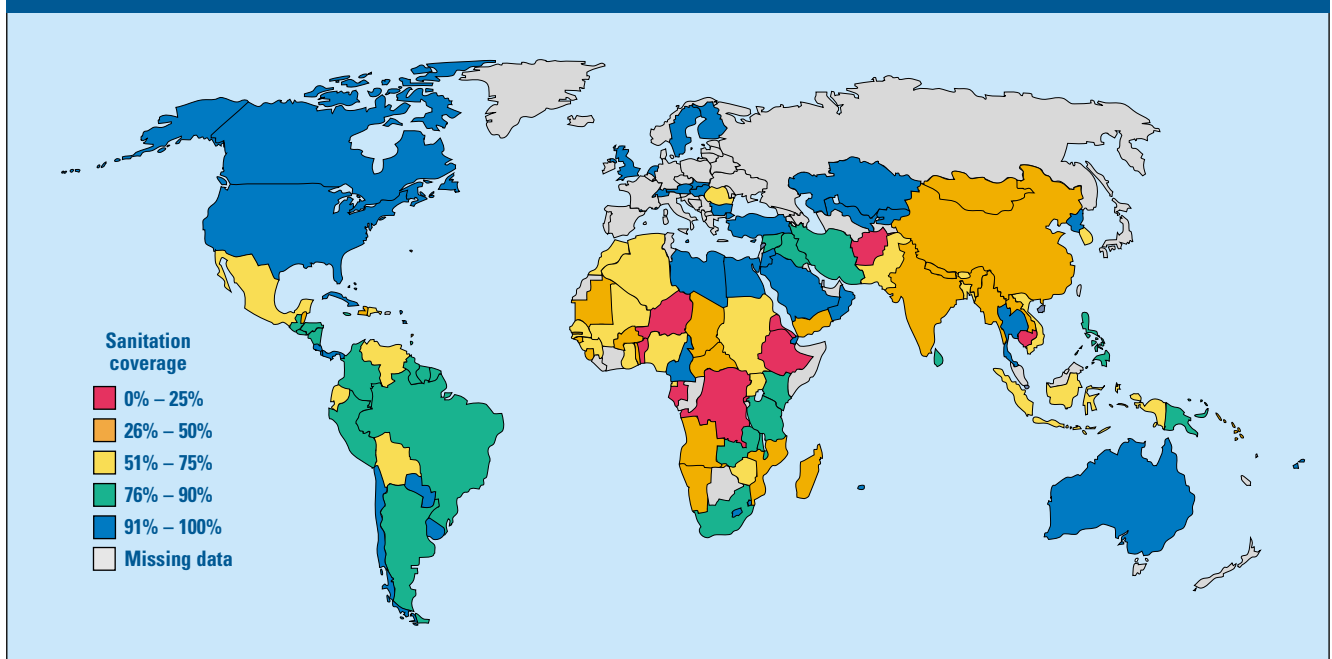 Sanitation
coverage
0% – 25%
26% – 50%
51% – 75%
76% – 90%
91% – 100%
Missing data